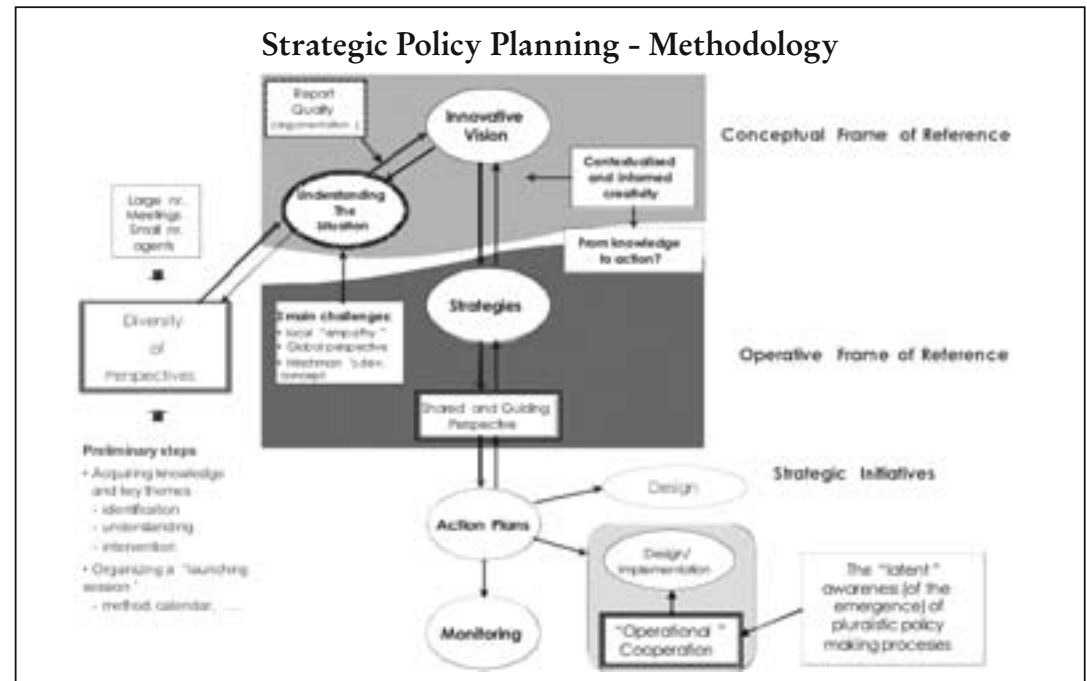 Strategic Policy Planning - Methodology
Report
Quality
(argumentation )
Innovative
Vision
Conceptual Frame of Reference
Contextualised
and informed
creativity
Understanding
The
Situation
Large nr.
Meetings
Small nr.
agents
From knowledge
to action?
Diversity
of
Perspectives
3 main challenges
• local "empathy"
• Global perspective
• concept
Strategies
Operative Frame of Reference
Shared and Guiding
Perspective
Preliminary steps
• Acquiring knowledge
and key themes
- identification
- understanding
- intervention
• Organizing a "launching
session"
- method, calendar, ....
Strategic Initiatives
Design
Action Plans
Design/
Implementation
The "latent"
awareness (of the
emergence) of
pluralistic policy
making processes
Monitoring
"Operational"
Cooperation